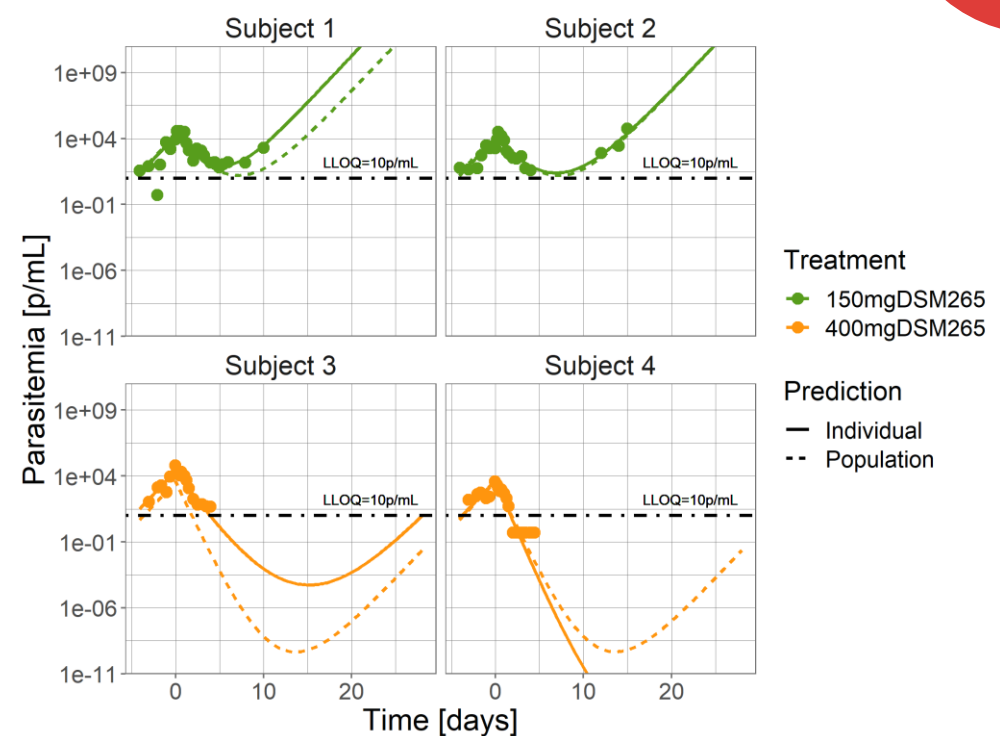 Subject 1
Subject 2
1e+09
1e+04
1e-01
1e-06
1e-11
LLOQ=10p/mL
LLOQ=10p/mL
Subject 3
Subject 4
1e+09
1e+04
1e-01
1e-06
1e-11
LLOQ=10p/mL
LLOQ=10p/mL
0 10 20
0 10 20
Time [days]
Parasitemia [p/mL]
Treatment
150mgDSM265
400mgDSM265
Prediction
Individual
Population